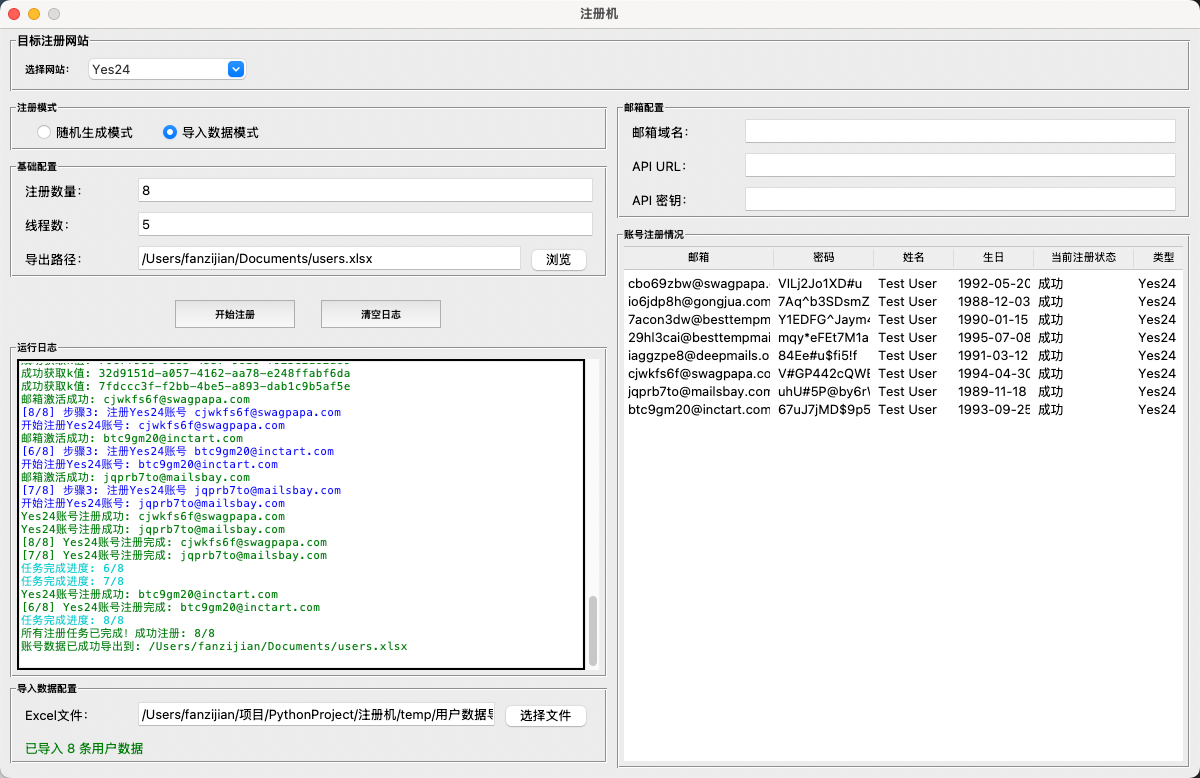 注册机
目标注册网站
选择网站:
Yes24
注册模式
随机生成模式
导入数据模式
基础配置
注册数量:
8
线程数:
5
导出路径:
/Users/fanzijian/Documents/users.xlsx
浏览
开始注册
清空日志
运行日志
成功获取k值: 32d9151d-a057-4162-aa78-e248ffabf6da
成功获取k值: 7fdccc3f-f2bb-4be5-a893-dab1c9b5af5e
邮箱激活成功: cjwkfs6f@swagpapa.com
[8/8] 步骤3: 注册Yes24账号 cjwkfs6f@swagpapa.com
开始注册Yes24账号: cjwkfs6f@swagpapa.com
邮箱激活成功: btc9gm20@inctart.com
[6/8] 步骤3: 注册Yes24账号 btc9gm20@inctart.com
开始注册Yes24账号: btc9gm20@inctart.com
邮箱激活成功: jqprb7to@mailsbay.com
[7/8] 步骤3: 注册Yes24账号 jqprb7to@mailsbay.com
开始注册Yes24账号: jqprb7to@mailsbay.com
Yes24账号注册成功: cjwkfs6f@swagpapa.com
Yes24账号注册成功: jqprb7to@mailsbay.com
[8/8] Yes24账号注册完成: cjwkfs6f@swagpapa.com
[7/8] Yes24账号注册完成: jqprb7to@mailsbay.com
任务完成进度: 6/8
任务完成进度: 7/8
Yes24账号注册成功: btc9gm20@inctart.com
[6/8] Yes24账号注册完成: btc9gm20@inctart.com
任务完成进度: 8/8
所有注册任务已完成! 成功注册: 8/8
账号数据已成功导出到: /Users/fanzijian/Documents/users.xlsx
导入数据配置
Excel文件:
/Users/fanzijian/项目/PythonProject/注册机/temp/用户数据导
选择文件
已导入 8 条用户数据
邮箱配置
邮箱域名:
API URL:
API 密钥:
账号注册情况
邮箱 密码 姓名 生日 当前注册状态 类型
cbo69zbw@swagpapa. VILj2Jo1XD#u Test User 1992-05-20 成功 Yes24
io6jdp8h@gongjua.com 7Aq^b3SDsmZ Test User 1988-12-03 成功 Yes24
7acon3dw@besttempm Y1EDFG^Jaym4 Test User 1990-01-15 成功 Yes24
29hl3cai@besttempmai mqy*eFEt7M1a Test User 1995-07-08 成功 Yes24
iaggzpe8@deepmails.o 84Ee#u$fi5!f Test User 1991-03-12 成功 Yes24
cjwkfs6f@swagpapa.co V#GP442cQWE Test User 1994-04-30 成功 Yes24
jqprb7to@mailsbay.com uhU#5P@by6r Test User 1989-11-18 成功 Yes24
btc9gm20@inctart.com 67uJ7jMD$9p5 Test User 1993-09-25 成功 Yes24